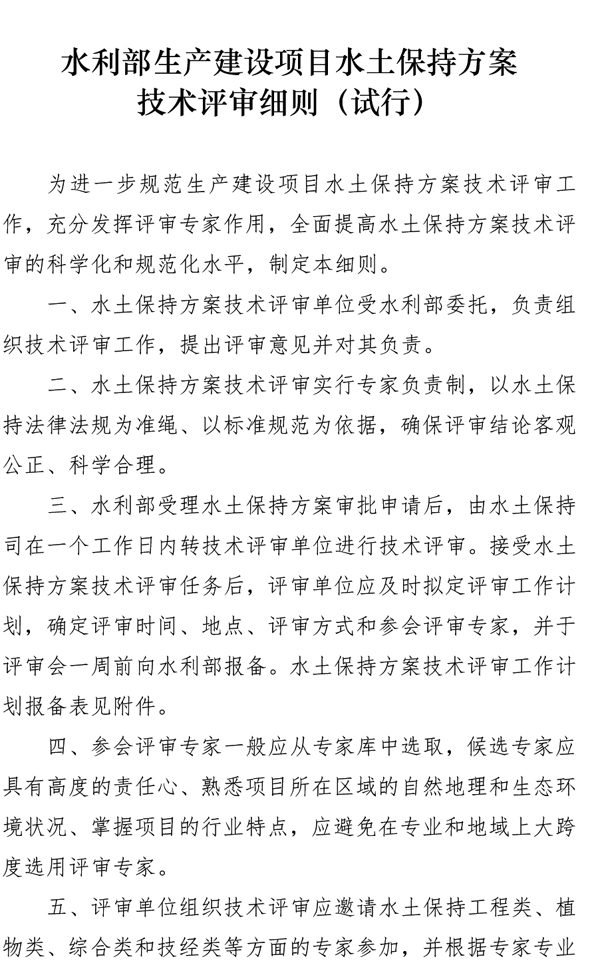 水利部生产建设项目水土保持方案
技术评审细则（试行）
为进一步规范生产建设项目水土保持方案技术评审工
作，充分发挥评审专家作用，全面提高水土保持方案技术评
审的科学化和规范化水平，制定本细则。
一、水土保持方案技术评审单位受水利部委托，负责组
织技术评审工作，提出评审意见并对其负责。
二、水土保持方案技术评审实行专家负责制，以水土保
持法律法规为准绳、以标准规范为依据，确保评审结论客观
公正、科学合理。
三、水利部受理水土保持方案审批申请后，由水土保持
司在一个工作日内转技术评审单位进行技术评审。接受水土
保持方案技术评审任务后，评审单位应及时拟定评审工作计
划，确定评审时间、地点、评审方式和参会评审专家，并于
评审会一周前向水利部报备。水土保持方案技术评审工作计
划报备表见附件。
四、参会评审专家一般应从专家库中选取，候选专家应
具有高度的责任心、熟悉项目所在区域的自然地理和生态环
境状况、掌握项目的行业特点，应避免在专业和地域上大跨
度选用评审专家。
五、评审单位组织技术评审应邀请水土保持工程类、植
物类、综合类和技经类等方面的专家参加，并根据专家专业